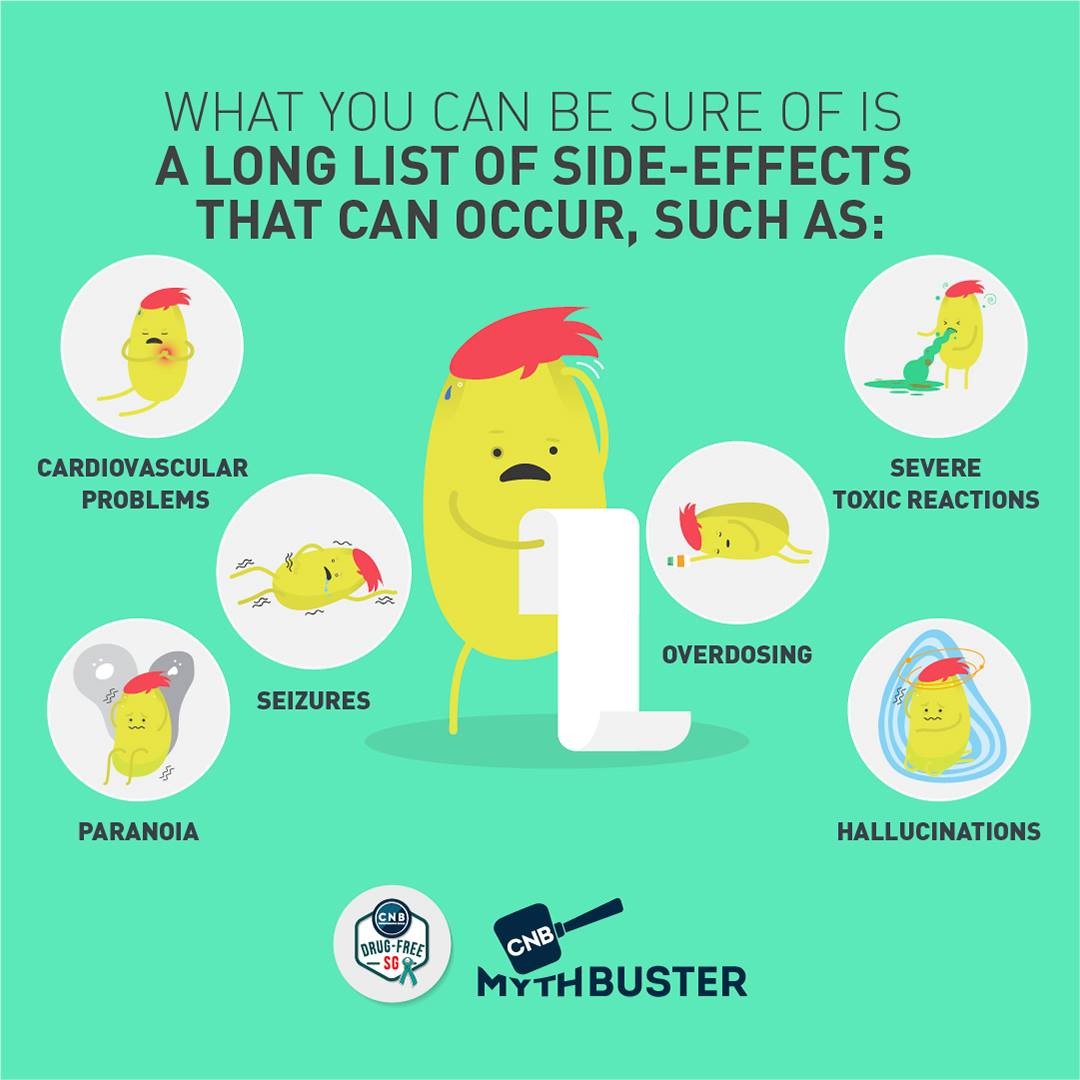 WHAT YOU CAN BE SURE OF IS
A LONG LIST OF SIDE-EFFECTS
THAT CAN OCCUR, SUCH AS:
CARDIOVASCULAR
PROBLEMS
SEVERE
TOXIC REACTIONS
SEIZURES
OVERDOSING
PARANOIA
HALLUCINATIONS
CNB
DRUG-FREE
SG
CNB
MYTHBUSTER